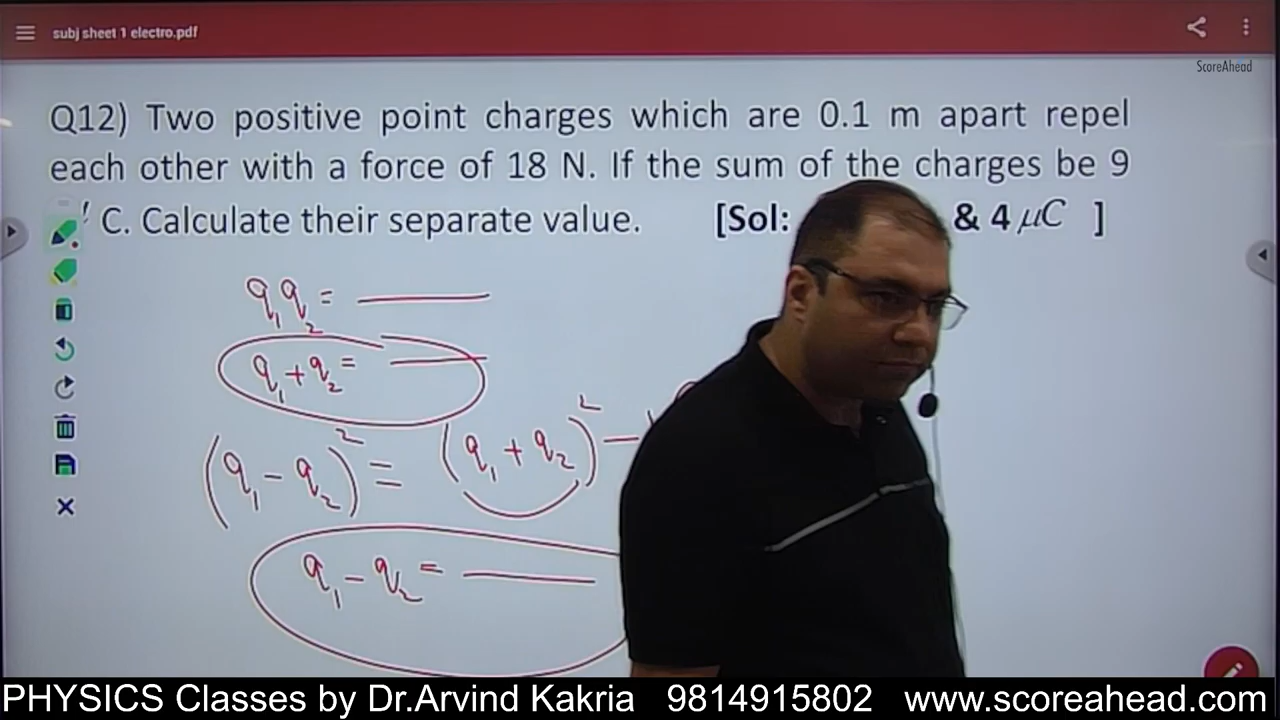 subj sheet 1 electro.pdf
ScoreAhead
Q12) Two positive point charges which are 0.1 m apart repel
each other with a force of 18 N. If the sum of the charges be 9
C. Calculate their separate value. [Sol: & 4 μC ]
q₁q₂ =
q₁+q₂=
(q₁ − q₂)² = (q₁ + q₂)² −
q₁ − q₂ =
PHYSICS Classes by Dr.Arvind Kakria 9814915802 www.scoreahead.com